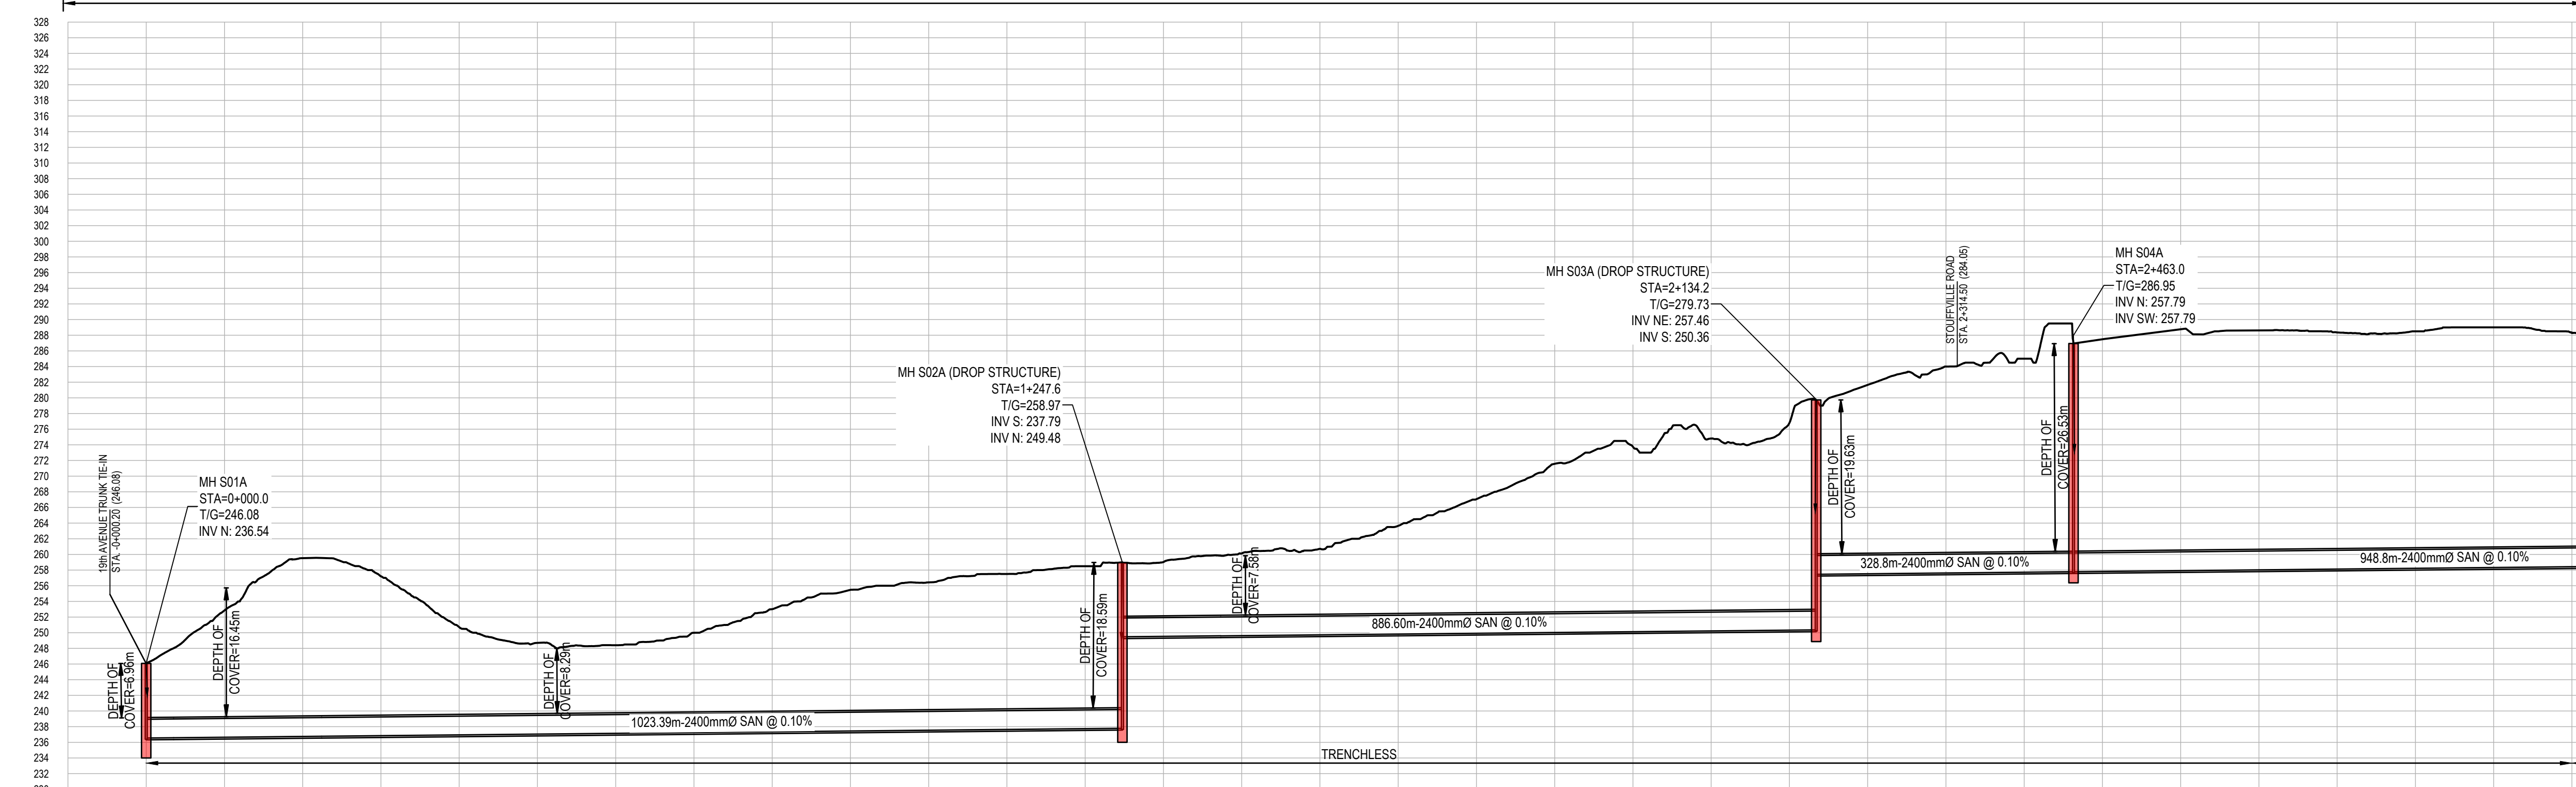 328
326
324
322
320
318
316
314
312
310
308
306
304
302
300
298
296
294
292
290
288
286
284
282
280
278
276
274
272
270
268
266
264
262
260
258
256
254
252
250
248
246
244
242
240
238
236
234
232
19th AVENUE TRUNK TIE-IN
STA. -0+000.20 (246.08)
MH S01A
STA=0+000.0
T/G=246.08
INV N: 236.54
DEPTH OF
COVER=6.96m
DEPTH OF
COVER=16.45m
DEPTH OF
COVER=8.29m
1023.39m-2400mmØ SAN @ 0.10%
MH S02A (DROP STRUCTURE)
STA=1+247.6
T/G=258.97
INV S: 237.79
INV N: 249.48
DEPTH OF
COVER=18.59m
DEPTH OF
COVER=7.58m
886.60m-2400mmØ SAN @ 0.10%
MH S03A (DROP STRUCTURE)
STA=2+134.2
T/G=279.73
INV NE: 257.46
INV S: 250.36
DEPTH OF
COVER=19.63m
STOUFFVILLE ROAD
STA. 2+314.50 (284.05)
328.8m-2400mmØ SAN @ 0.10%
DEPTH OF
COVER=26.53m
MH S04A
STA=2+463.0
T/G=286.95
INV N: 257.79
INV SW: 257.79
948.8m-2400mmØ SAN @ 0.10%
TRENCHLESS